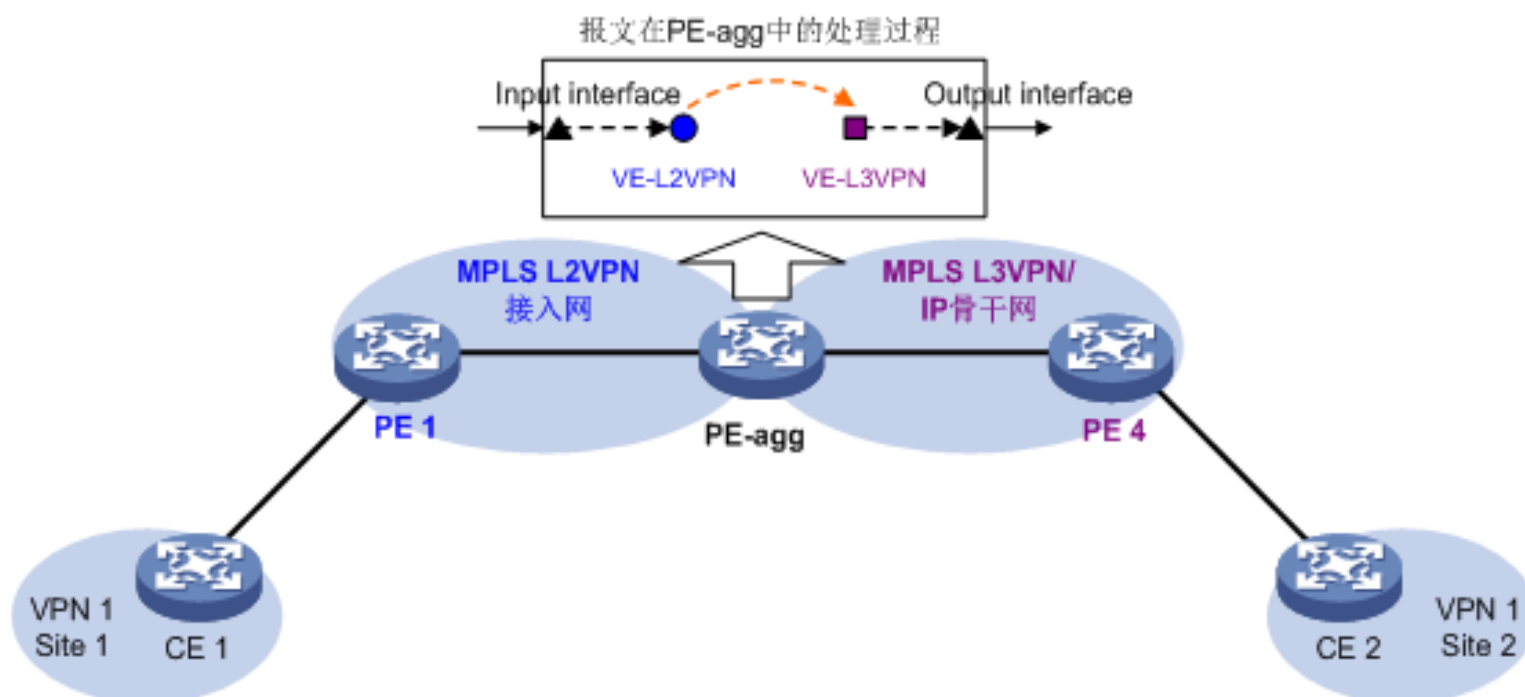 报文在PE-agg中的处理过程
Input interface
Output interface
VE-L2VPN
VE-L3VPN
MPLS L2VPN
接入网
MPLS L3VPN/
IP骨干网
PE 1
PE-agg
PE 4
VPN 1
Site 1
CE 1
CE 2
VPN 1
Site 2